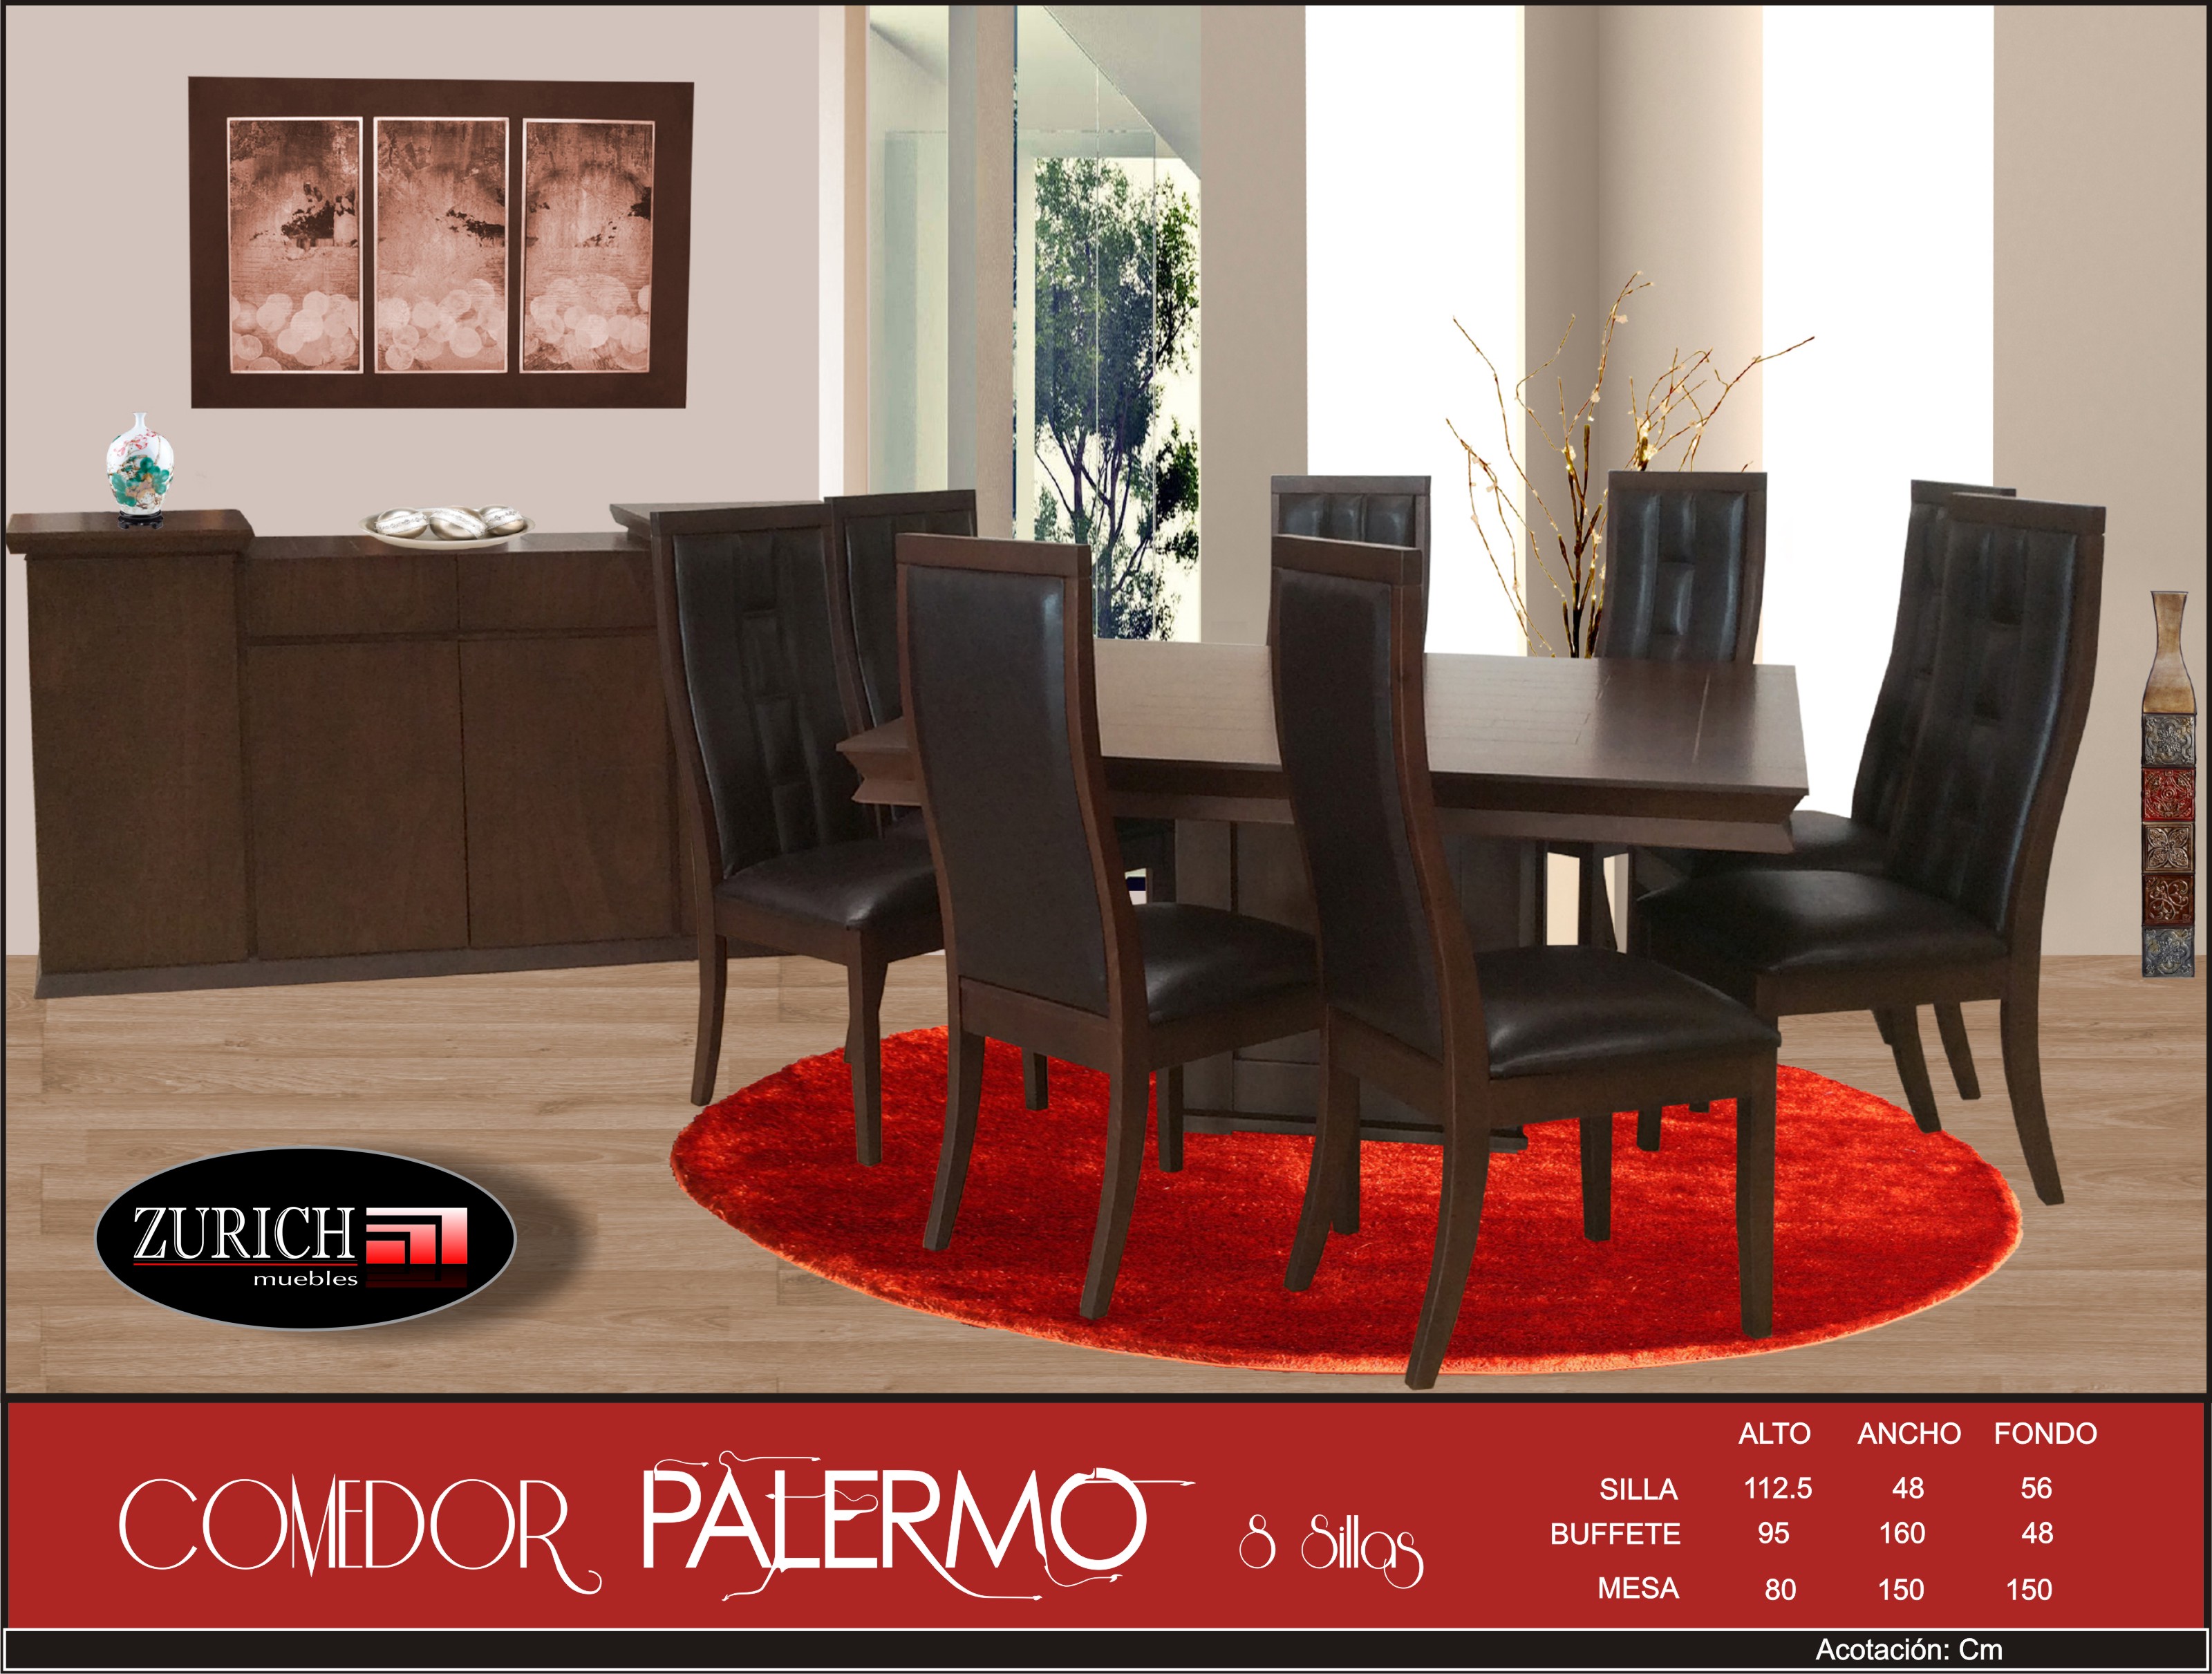 ZURICH
muebles
COMEDOR PALERMO 8 Sillas
ALTO ANCHO FONDO
SILLA 112.5 48 56
BUFFETE 95 160 48
MESA 80 150 150
Acotación: Cm